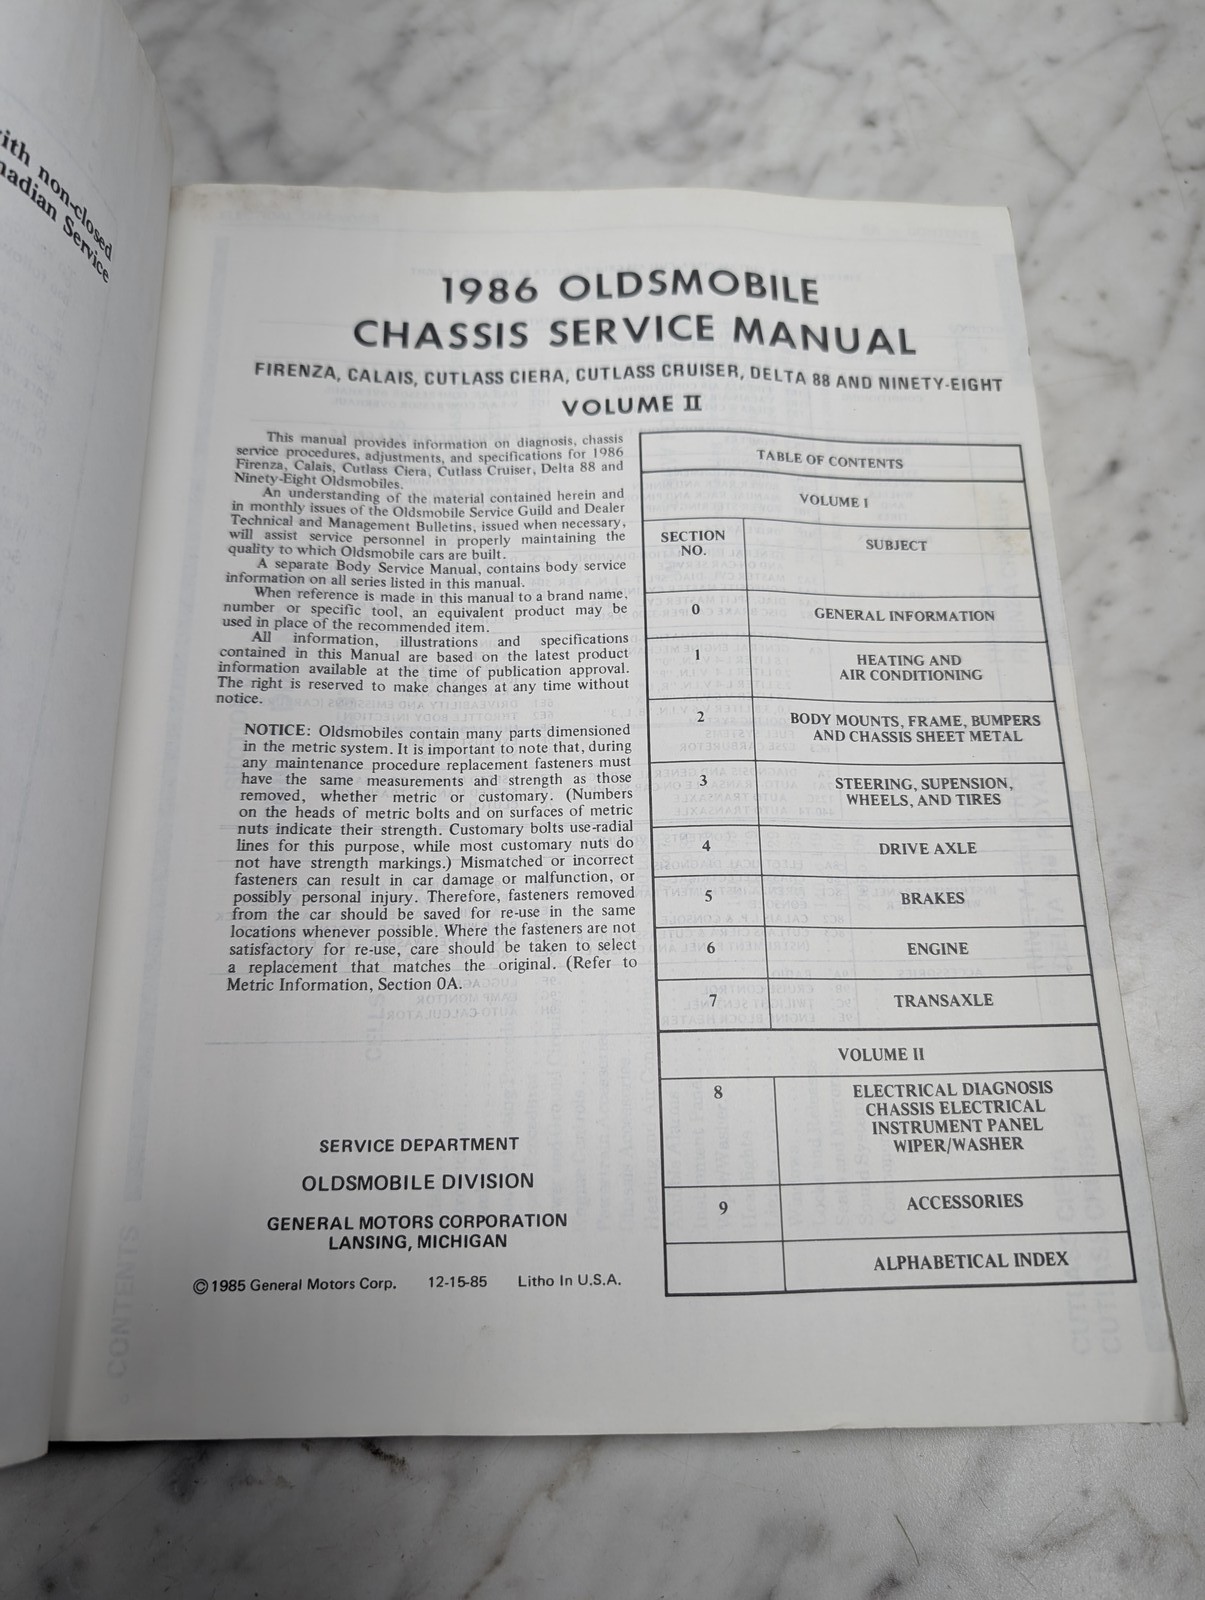 ith non-closed
nadian Service
1986 OLDSMOBILE
CHASSIS SERVICE MANUAL
FIRENZA, CALAIS, CUTLASS CIERA, CUTLASS CRUISER, DELTA 88 AND NINETY-EIGHT
VOLUME II
This manual provides information on diagnosis, chassis
service procedures, adjustments, and specifications for 1986
Firenza, Calais, Cutlass Ciera, Cutlass Cruiser, Delta 88 and
Ninety-Eight Oldsmobiles.
An understanding of the material contained herein and
in monthly issues of the Oldsmobile Service Guild and Dealer
Technical and Management Bulletins, issued when necessary,
will assist service personnel in properly maintaining the
quality to which Oldsmobile cars are built.
A separate Body Service Manual, contains body service
information on all series listed in this manual.
When reference is made in this manual to a brand name,
number or specific tool, an equivalent product may be
used in place of the recommended item.
All information, illustrations and specifications
contained in this Manual are based on the latest product
information available at the time of publication approval.
The right is reserved to make changes at any time without
notice.
NOTICE: Oldsmobiles contain many parts dimensioned
in the metric system. It is important to note that, during
any maintenance procedure replacement fasteners must
have the same measurements and strength as those
removed, whether metric or customary. (Numbers
on the heads of metric bolts and on surfaces of metric
nuts indicate their strength. Customary bolts use-radial
lines for this purpose, while most customary nuts do
not have strength markings.) Mismatched or incorrect
fasteners can result in car damage or malfunction, or
possibly personal injury. Therefore, fasteners removed
from the car should be saved for re-use in the same
locations whenever possible. Where the fasteners are not
satisfactory for re-use, care should be taken to select
a replacement that matches the original. (Refer to
Metric Information, Section 0A.
SERVICE DEPARTMENT
OLDSMOBILE DIVISION
GENERAL MOTORS CORPORATION
LANSING, MICHIGAN
© 1985 General Motors Corp. 12-15-85 Litho In U.S.A.
TABLE OF CONTENTS
VOLUME I
SECTION NO. SUBJECT
0 GENERAL INFORMATION
1 HEATING AND
AIR CONDITIONING
2 BODY MOUNTS, FRAME, BUMPERS
AND CHASSIS SHEET METAL
3 STEERING, SUPENSION,
WHEELS, AND TIRES
4 DRIVE AXLE
5 BRAKES
6 ENGINE
7 TRANSAXLE
VOLUME II
8 ELECTRICAL DIAGNOSIS
CHASSIS ELECTRICAL
INSTRUMENT PANEL
WIPER/WASHER
9 ACCESSORIES
ALPHABETICAL INDEX